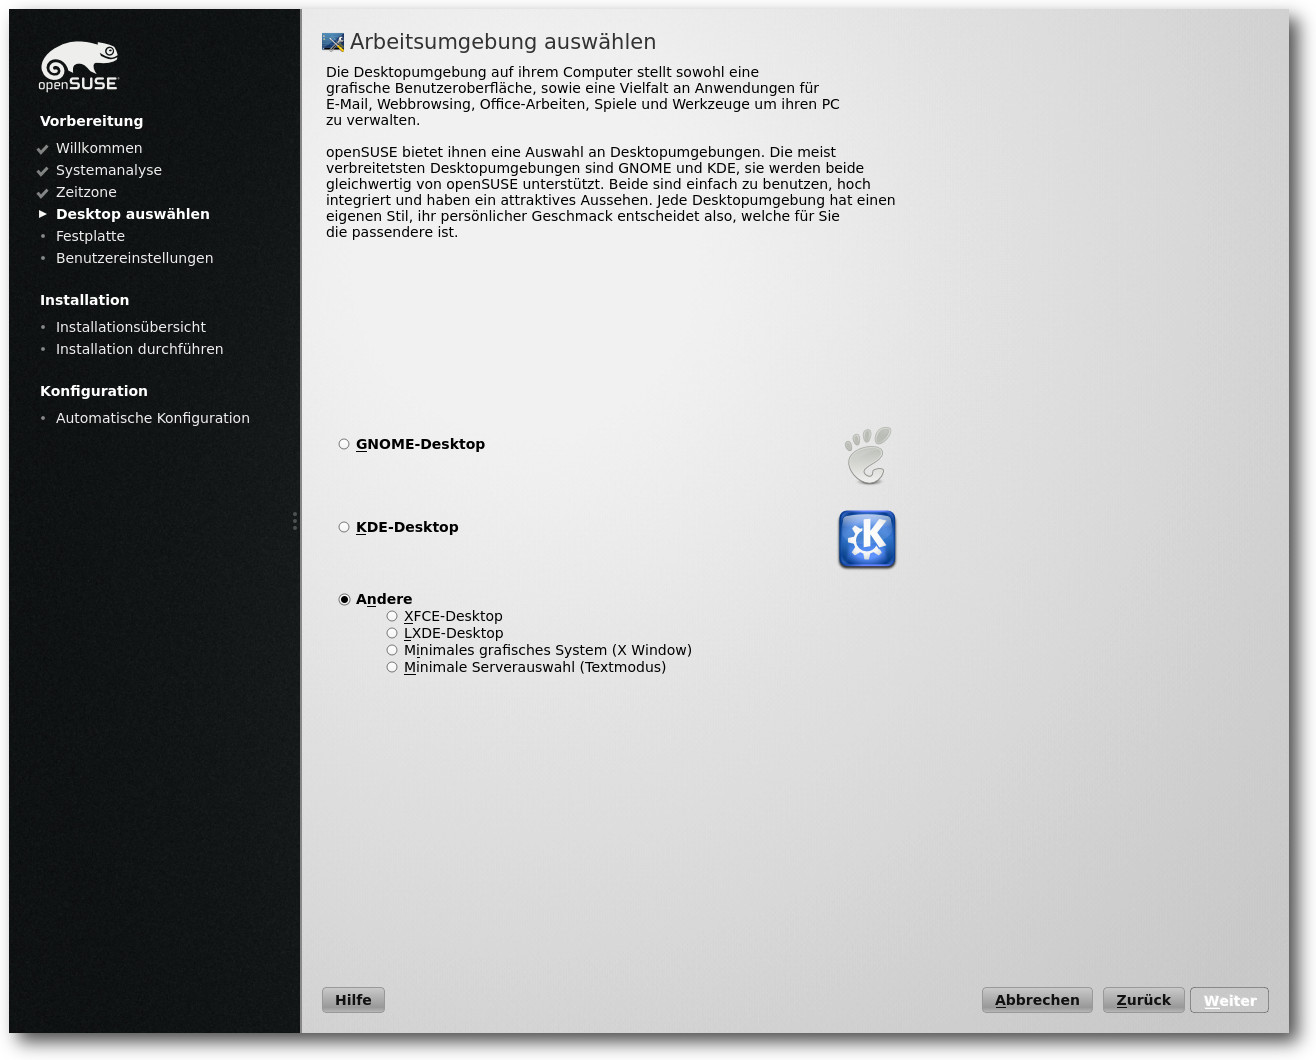 openSUSE
Vorbereitung
Willkommen
Systemanalyse
Zeitzone
Desktop auswählen
Festplatte
Benutzereinstellungen
Installation
Installationsübersicht
Installation durchführen
Konfiguration
Automatische Konfiguration
Arbeitsumgebung auswählen
Die Desktopumgebung auf ihrem Computer stellt sowohl eine
grafische Benutzeroberfläche, sowie eine Vielfalt an Anwendungen für
E-Mail, Webbrowsing, Office-Arbeiten, Spiele und Werkzeuge um ihren PC
zu verwalten.
openSUSE bietet ihnen eine Auswahl an Desktopumgebungen. Die meist
verbreitetsten Desktopumgebungen sind GNOME und KDE, sie werden beide
gleichwertig von openSUSE unterstützt. Beide sind einfach zu benutzen, hoch
integriert und haben ein attraktives Aussehen. Jede Desktopumgebung hat einen
eigenen Stil, ihr persönlicher Geschmack entscheidet also, welche für Sie
die passendere ist.
GNOME-Desktop
KDE-Desktop
K
Andere
XFCE-Desktop
LXDE-Desktop
Minimales grafisches System (X Window)
Minimale Serverauswahl (Textmodus)
Hilfe
Abbrechen
Zurück
Weiter